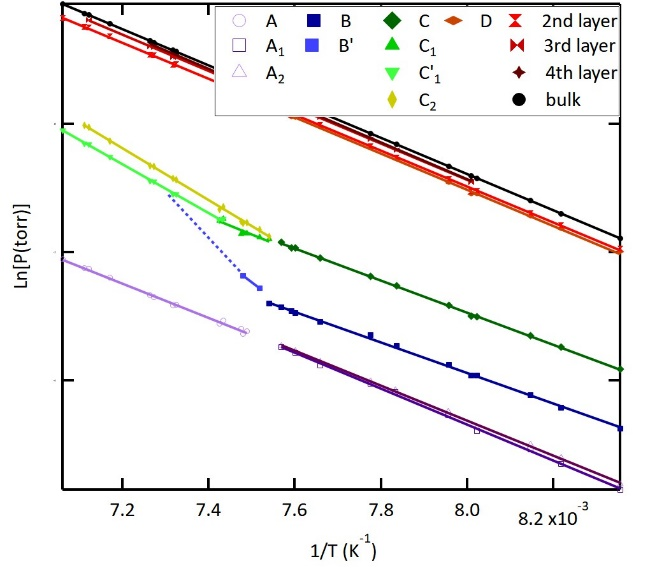 A B C D 2nd layer
A₁ B' C₁ 3rd layer
A₂ C'₁ 4th layer
C₂ bulk
Ln[P(torr)]
7.2 7.4 7.6 7.8 8.0 8.2 x10⁻³
1/T (K⁻¹)